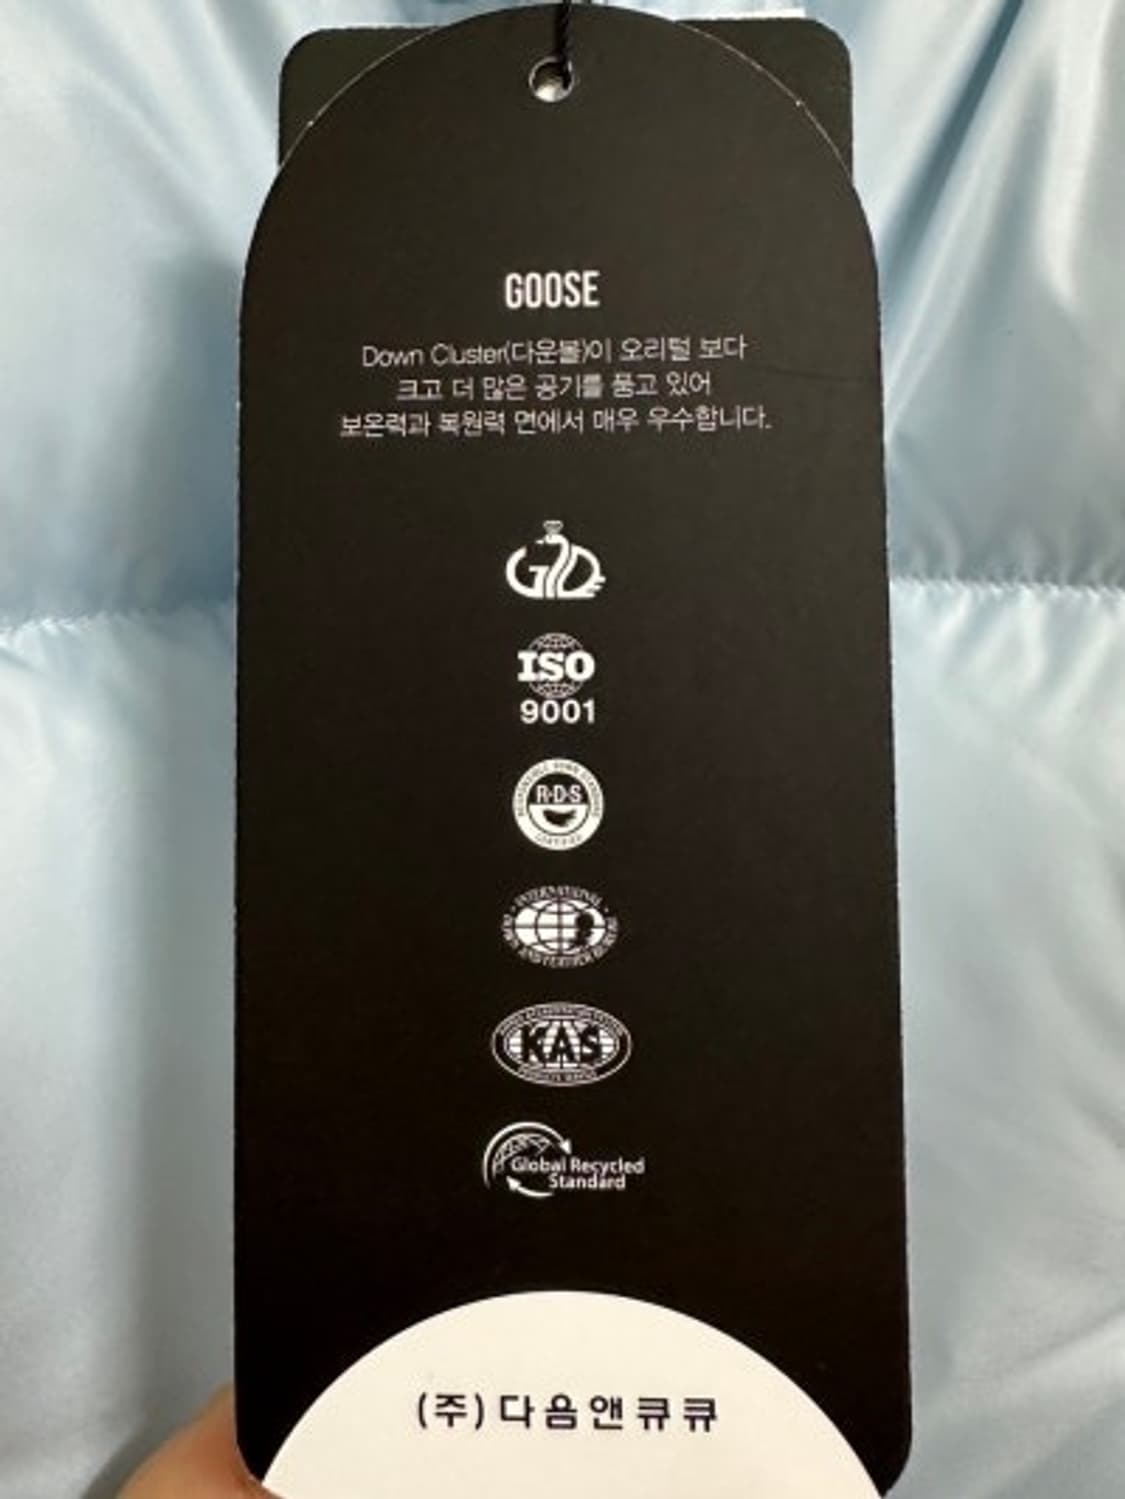 GOOSE
Down Cluster(다운볼)이 오리털 보다
크고 더 많은 공기를 품고 있어
보온력과 복원력 면에서 매우 우수합니다.
ISO
9001
R·D·S
INTERNATIONAL
KAS
Global Recycled
Standard
(주)다음앤큐큐